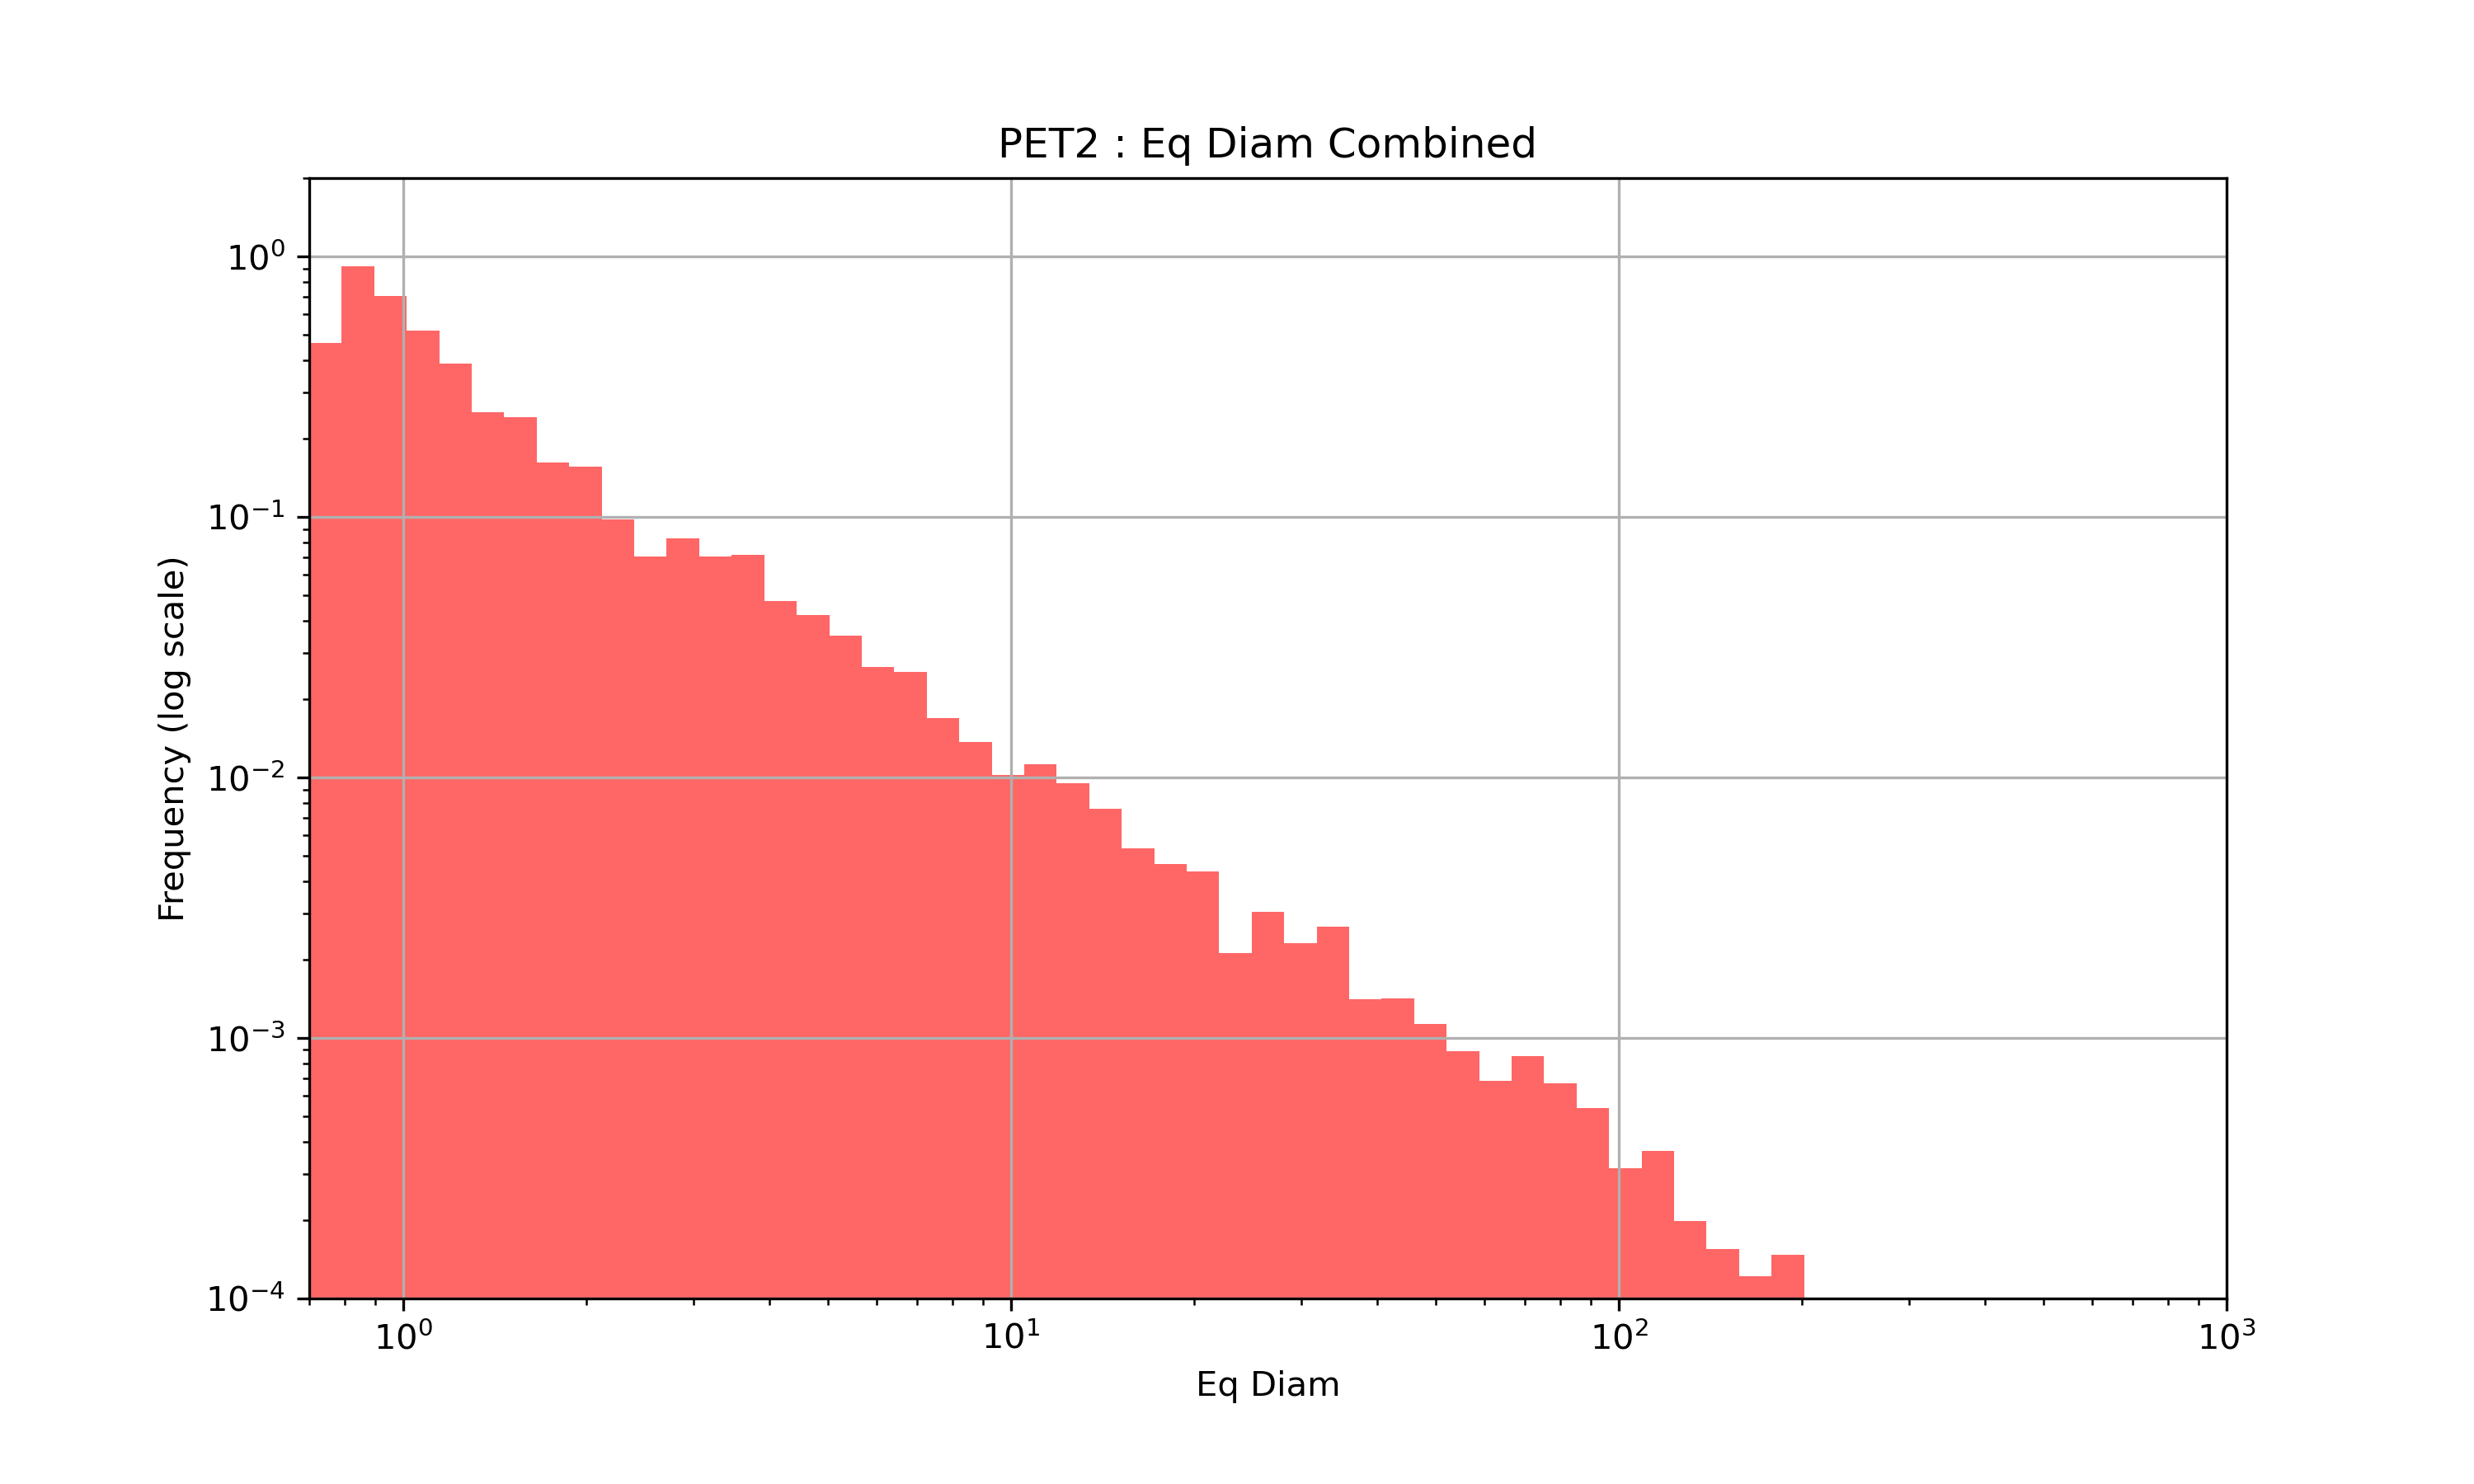 PET2 : Eq Diam Combined
Frequency (log scale)
10⁰
10⁻¹
10⁻²
10⁻³
10⁻⁴
10⁰ 10¹ 10² 10³
Eq Diam